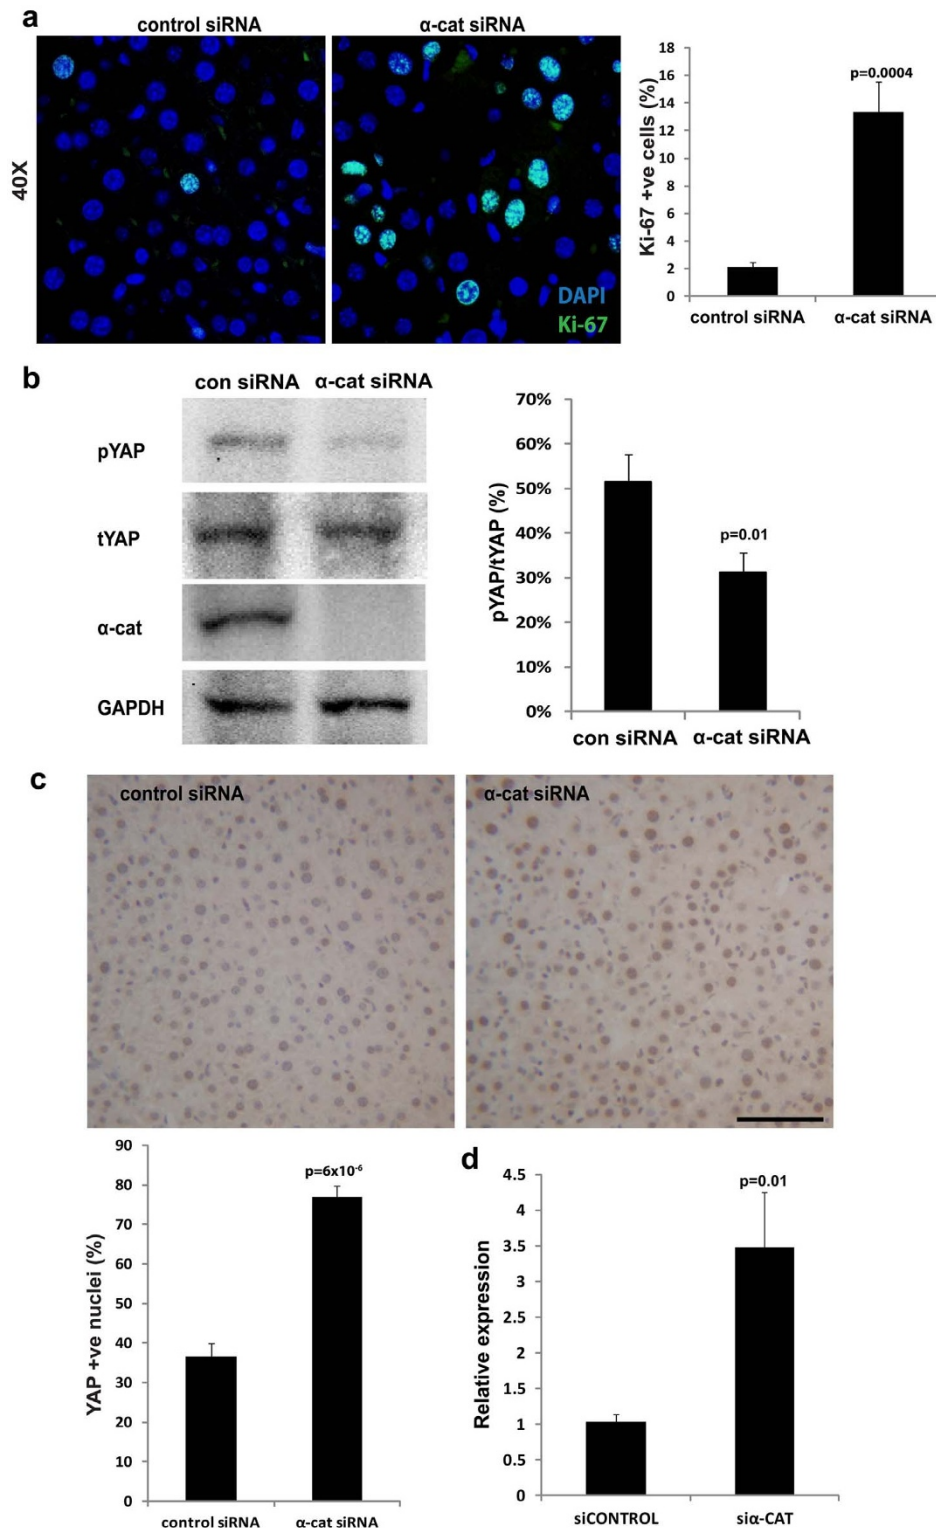 a
control siRNA
α-cat siRNA
40X
DAPI
Ki-67
Ki-67 +ve cells (%)
18
16
14
12
10
8
6
4
2
0
p=0.0004
control siRNA
α-cat siRNA
b
con siRNA
α-cat siRNA
pYAP
tYAP
α-cat
GAPDH
pYAP/tYAP (%)
70%
60%
50%
40%
30%
20%
10%
0%
p=0.01
con siRNA
α-cat siRNA
c
control siRNA
α-cat siRNA
YAP +ve nuclei (%)
90
80
70
60
50
40
30
20
10
0
p=6x10⁻⁶
control siRNA
α-cat siRNA
d
Relative expression
4.5
4
3.5
3
2.5
2
1.5
1
0.5
0
p=0.01
siCONTROL
siα-CAT